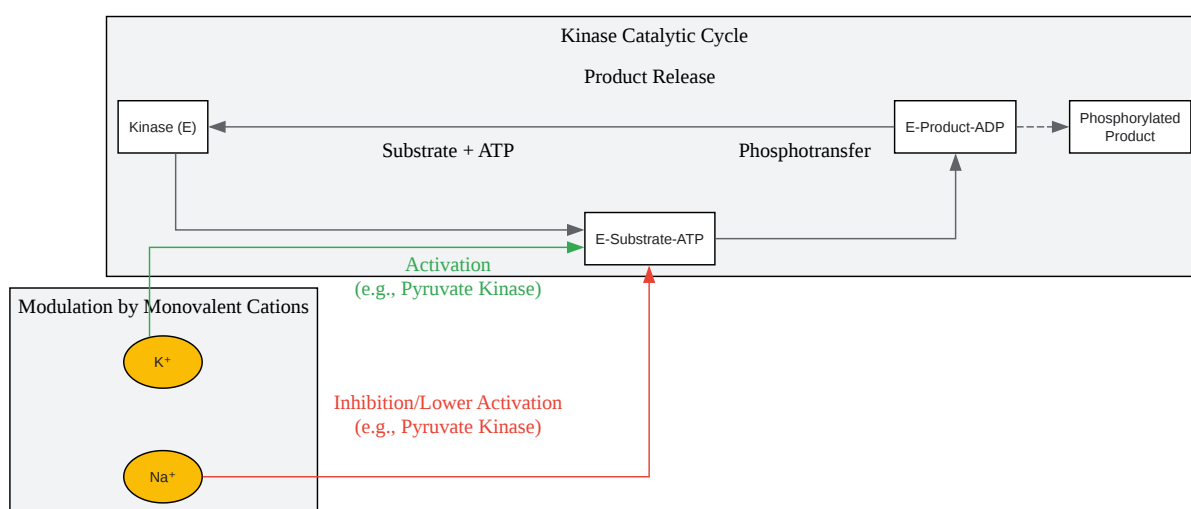 Kinase Catalytic Cycle
Product Release
Kinase (E)
E-Product-ADP
Phosphorylated
Product
Substrate + ATP
Phosphotransfer
E-Substrate-ATP
Activation
(e.g., Pyruvate Kinase)
Modulation by Monovalent Cations
K⁺
Inhibition/Lower Activation
(e.g., Pyruvate Kinase)
Na⁺